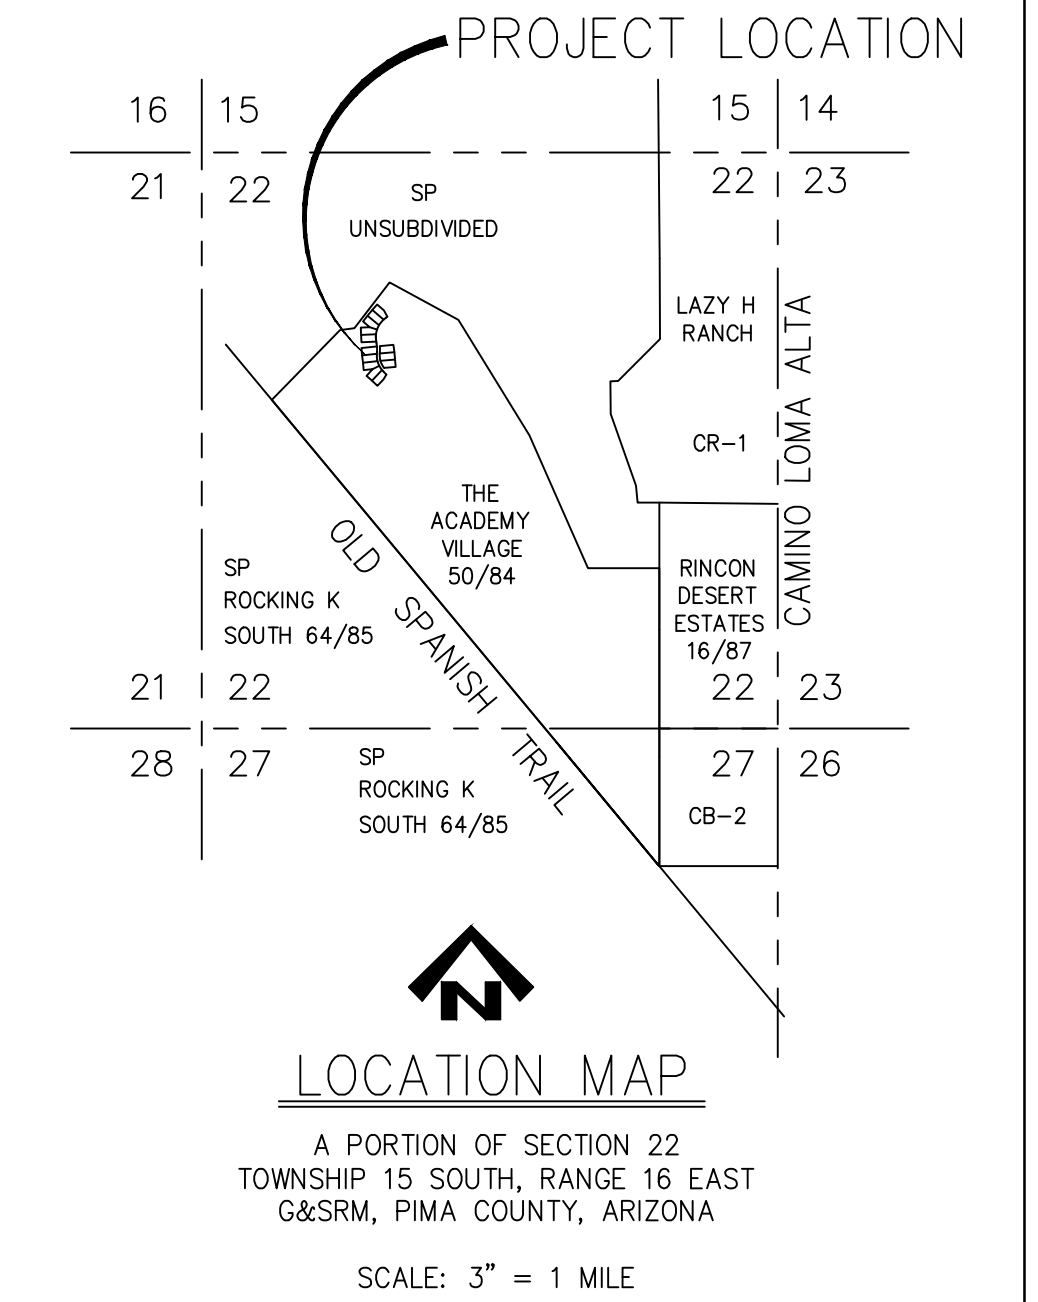 PROJECT LOCATION
16 15
15 14
21 22
22 23
SP
UNSUBDIVIDED
LAZY H
RANCH
CAMINO LOMA ALTA
CR-1
THE
ACADEMY
VILLAGE
50/84
OLD SPANISH TRAIL
SP
ROCKING K
SOUTH 64/85
RINCON
DESERT
ESTATES
16/87
21 22
22 23
28 27
27 26
SP
ROCKING K
SOUTH 64/85
CB-2
N
LOCATION MAP
A PORTION OF SECTION 22
TOWNSHIP 15 SOUTH, RANGE 16 EAST
G&SRM, PIMA COUNTY, ARIZONA
SCALE: 3" = 1 MILE